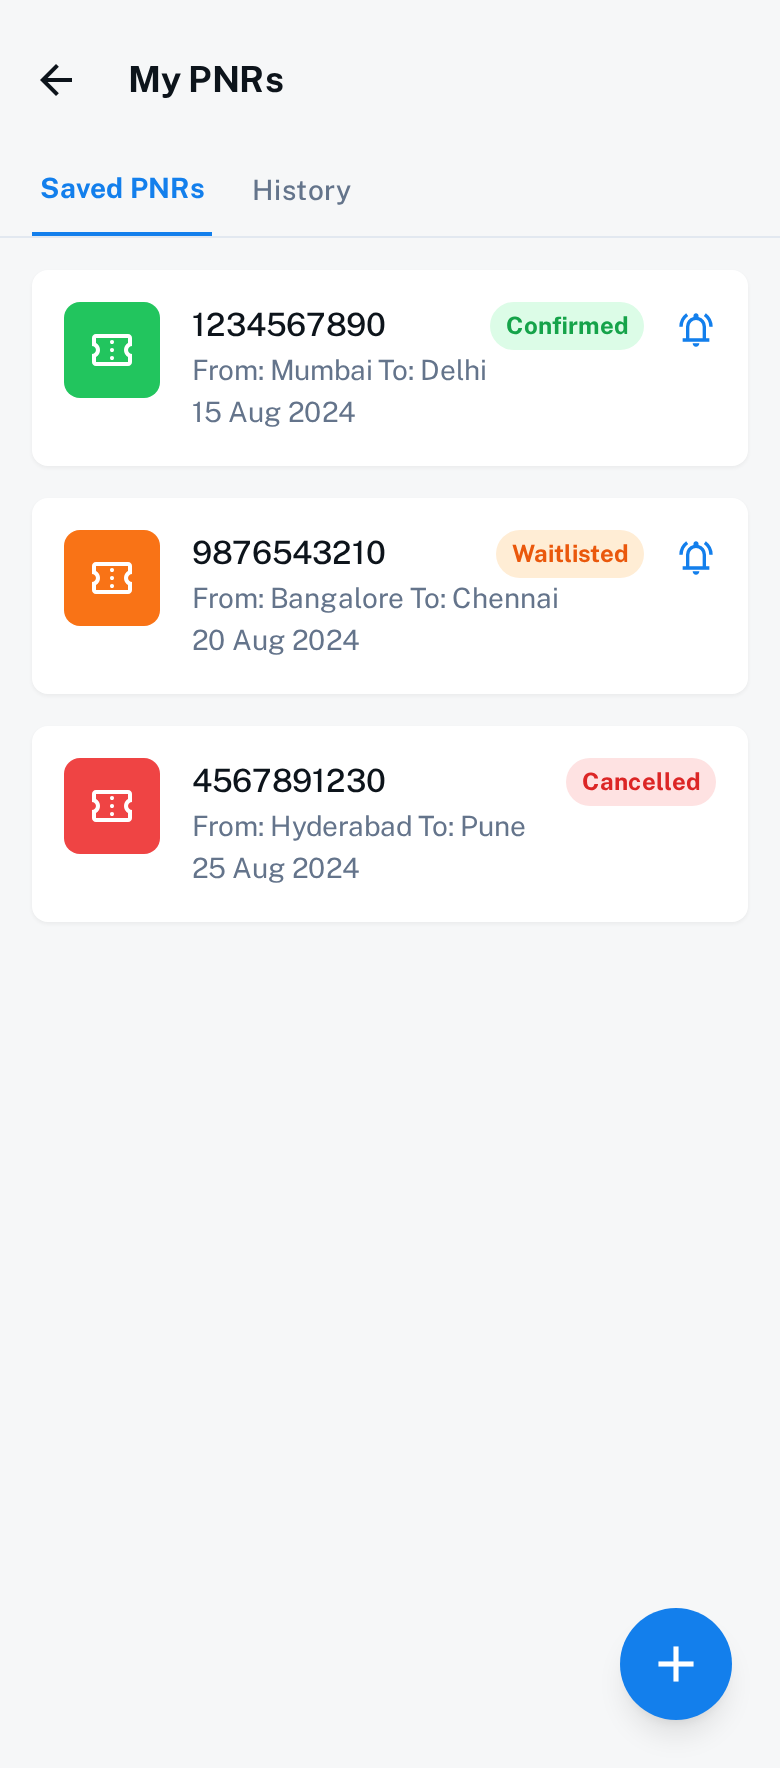 My PNRs
Saved PNRs
History
1234567890
Confirmed
From: Mumbai To: Delhi
15 Aug 2024
9876543210
Waitlisted
From: Bangalore To: Chennai
20 Aug 2024
4567891230
Cancelled
From: Hyderabad To: Pune
25 Aug 2024